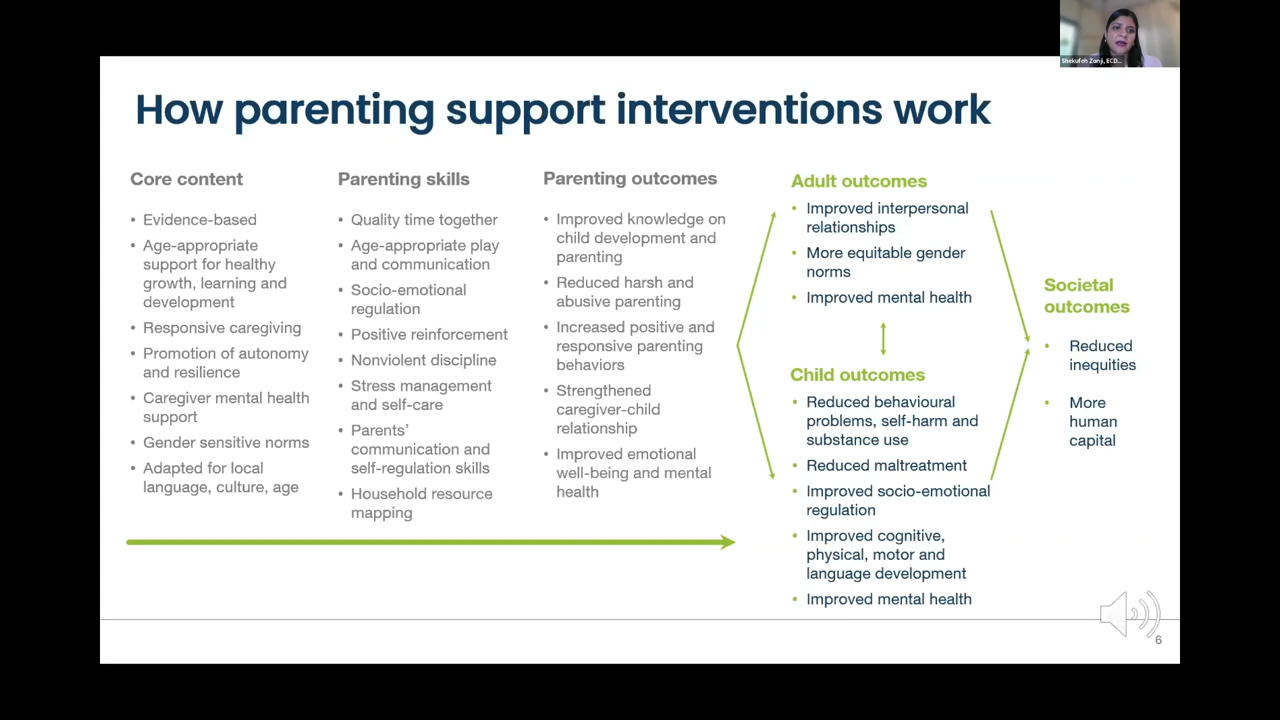 Shekufeh Zonji, ECD...
How parenting support interventions work
Core content
• Evidence-based
• Age-appropriate
support for healthy
growth, learning and
development
• Responsive caregiving
• Promotion of autonomy
and resilience
• Caregiver mental health
support
• Gender sensitive norms
• Adapted for local
language, culture, age
Parenting skills
• Quality time together
• Age-appropriate play
and communication
• Socio-emotional
regulation
• Positive reinforcement
• Nonviolent discipline
• Stress management
and self-care
• Parents’
communication and
self-regulation skills
• Household resource
mapping
Parenting outcomes
• Improved knowledge on
child development and
parenting
• Reduced harsh and
abusive parenting
• Increased positive and
responsive parenting
behaviors
• Strengthened
caregiver-child
relationship
• Improved emotional
well-being and mental
health
Adult outcomes
• Improved interpersonal
relationships
• More equitable gender
norms
• Improved mental health
Child outcomes
• Reduced behavioural
problems, self-harm and
substance use
• Reduced maltreatment
• Improved socio-emotional
regulation
• Improved cognitive,
physical, motor and
language development
• Improved mental health
Societal
outcomes
• Reduced
inequities
• More
human
capital
6